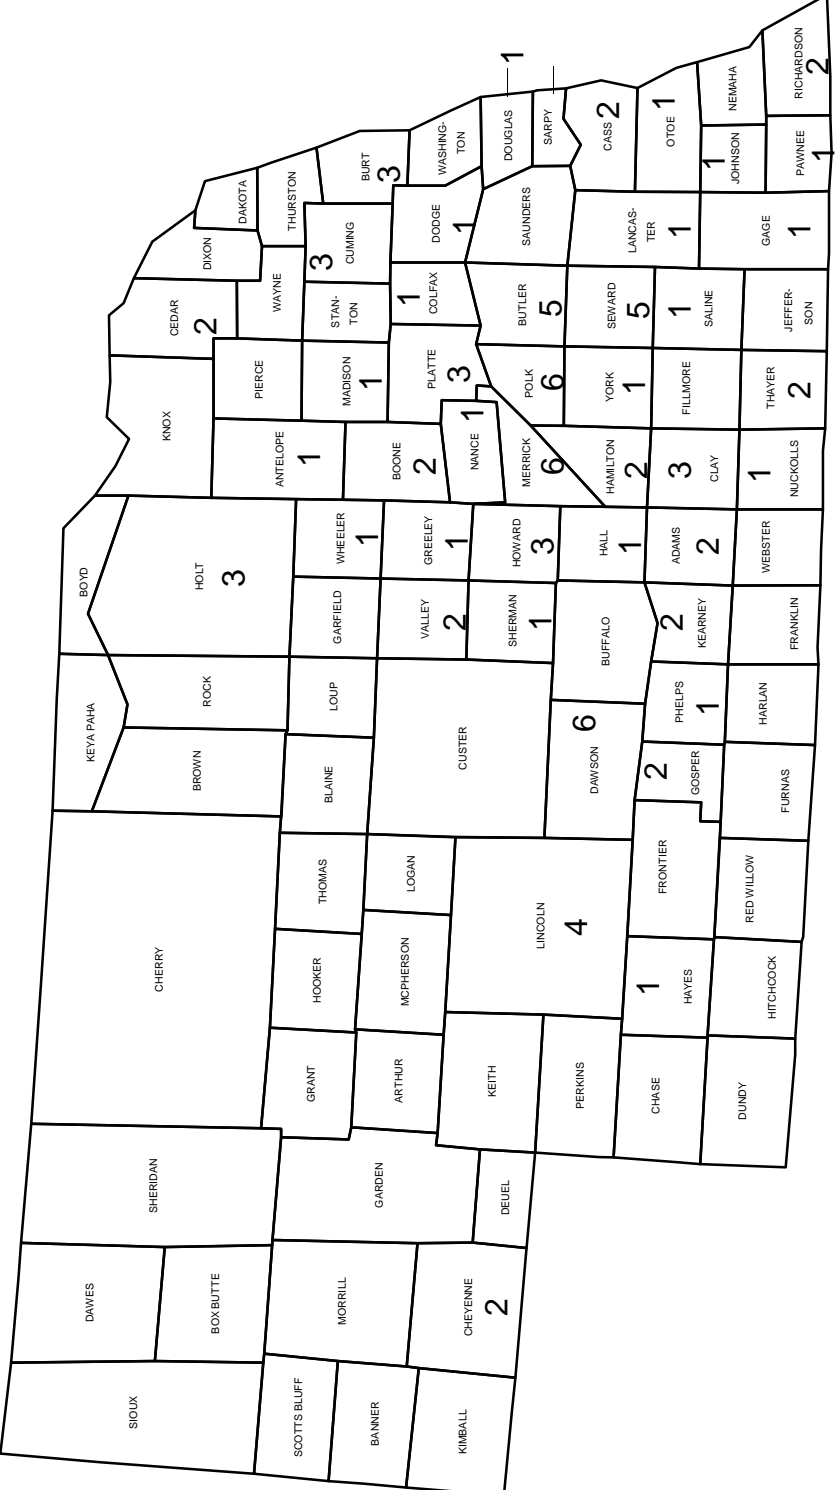 SIOUX
DAWES
BOX BUTTE
SHERIDAN
SCOTTS BLUFF
BANNER
KIMBALL
MORRILL
CHEYENNE
2
GARDEN
DEUEL
CHERRY
GRANT
HOOKER
THOMAS
ARTHUR
MCPHERSON
LOGAN
KEITH
PERKINS
LINCOLN
4
CHASE
HAYES
1
DUNDY
HITCHCOCK
FRONTIER
RED WILLOW
KEYA PAHA
BROWN
ROCK
BLAINE
LOUP
CUSTER
DAWSON
6
GOSPER
2
FURNAS
PHELPS
1
HARLAN
BOYD
HOLT
3
GARFIELD
WHEELER
1
VALLEY
2
GREELEY
1
SHERMAN
1
HOWARD
3
BUFFALO
HALL
1
KEARNEY
2
ADAMS
2
FRANKLIN
WEBSTER
KNOX
ANTELOPE
1
BOONE
2
NANCE
1
MERRICK
6
HAMILTON
2
CLAY
3
NUCKOLLS
1
CEDAR
2
PIERCE
MADISON
1
PLATTE
3
POLK
6
YORK
1
FILLMORE
THAYER
2
DIXON
WAYNE
STAN-
TON
COLFAX
1
BUTLER
5
SEWARD
5
SALINE
1
JEFFER-
SON
DAKOTA
THURSTON
CUMING
3
DODGE
1
SAUNDERS
LANCAS-
TER
1
GAGE
1
BURT
3
WASHING-
TON
DOUGLAS
1
SARPY
CASS
2
OTOE
1
JOHNSON
1
NEMAHA
PAWNEE
1
RICHARDSON
2